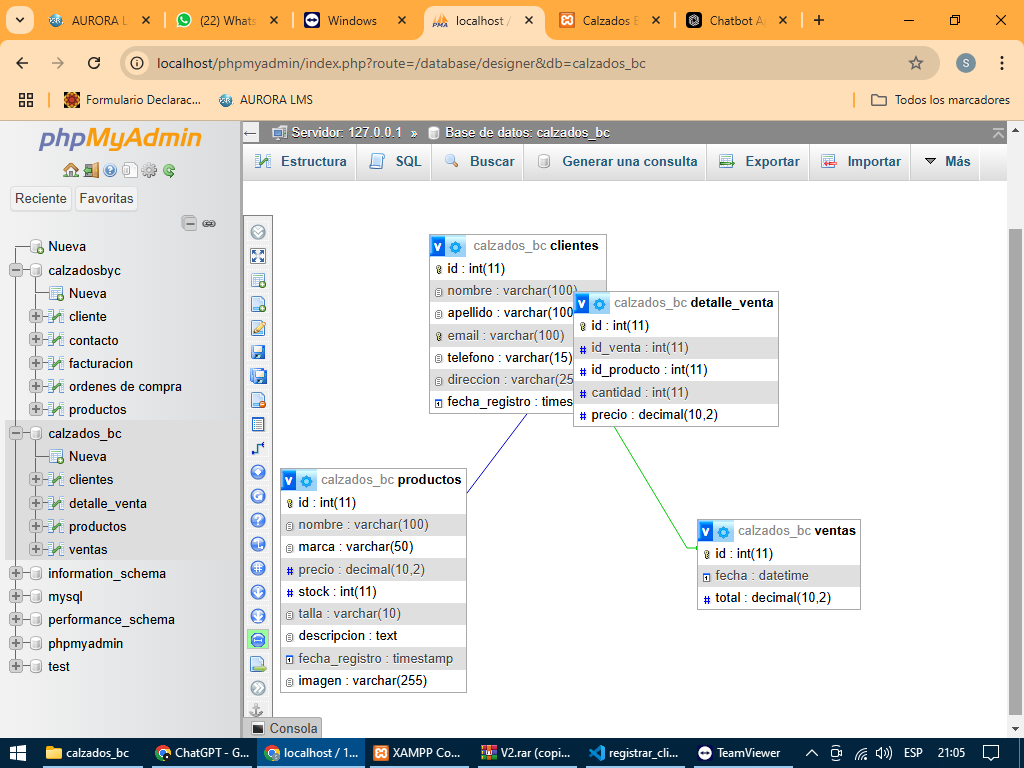 AURORA L
(22) Whats
Windows
localhost /
Calzados B
Chatbot A
localhost/phpmyadmin/index.php?route=/database/designer&db=calzados_bc
S
Formulario Declarac...
AURORA LMS
Todos los marcadores
phpMyAdmin
Reciente
Favoritas
Nueva
calzadosbyc
Nueva
cliente
contacto
facturacion
ordenes de compra
productos
calzados_bc
Nueva
clientes
detalle_venta
productos
ventas
information_schema
mysql
performance_schema
phpmyadmin
test
Servidor: 127.0.0.1 » Base de datos: calzados_bc
Estructura
SQL
Buscar
Generar una consulta
Exportar
Importar
Más
calzados_bc clientes
id : int(11)
nombre : varchar(100)
apellido : varchar(100
email : varchar(100)
telefono : varchar(15)
direccion : varchar(25
fecha_registro : times
calzados_bc detalle_venta
id : int(11)
id_venta : int(11)
id_producto : int(11)
cantidad : int(11)
precio : decimal(10,2)
calzados_bc productos
id : int(11)
nombre : varchar(100)
marca : varchar(50)
precio : decimal(10,2)
stock : int(11)
talla : varchar(10)
descripcion : text
fecha_registro : timestamp
imagen : varchar(255)
calzados_bc ventas
id : int(11)
fecha : datetime
total : decimal(10,2)
Consola
calzados_bc
ChatGPT - G...
localhost / 1...
XAMPP Co...
V2.rar (copi...
registrar_cli...
TeamViewer
ESP
21:05